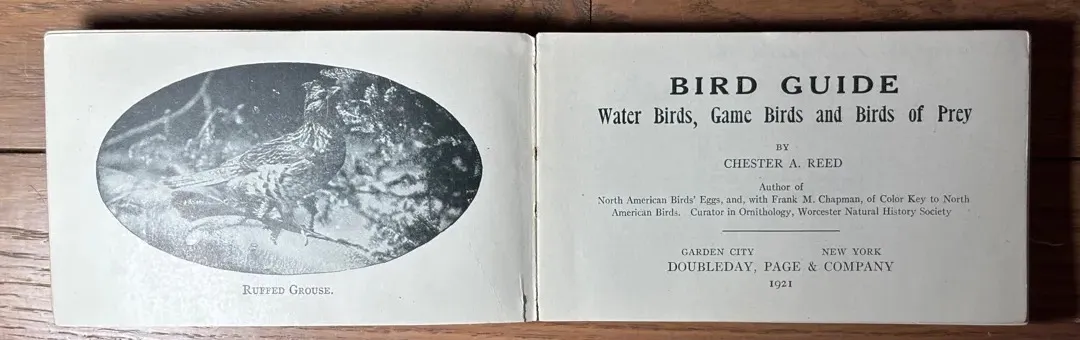 Ruffed Grouse.
BIRD GUIDE
Water Birds, Game Birds and Birds of Prey
BY
CHESTER A. REED
Author of
North American Birds' Eggs, and, with Frank M. Chapman, of Color Key to North
American Birds. Curator in Ornithology, Worcester Natural History Society
GARDEN CITY NEW YORK
DOUBLEDAY, PAGE & COMPANY
1921